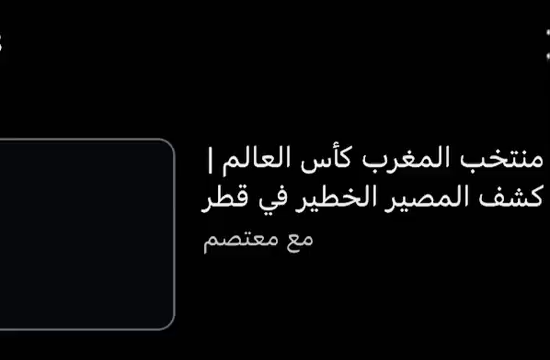 منتخب المغرب كأس العالم |
كشف المصير الخطير في قطر
مع معتصم